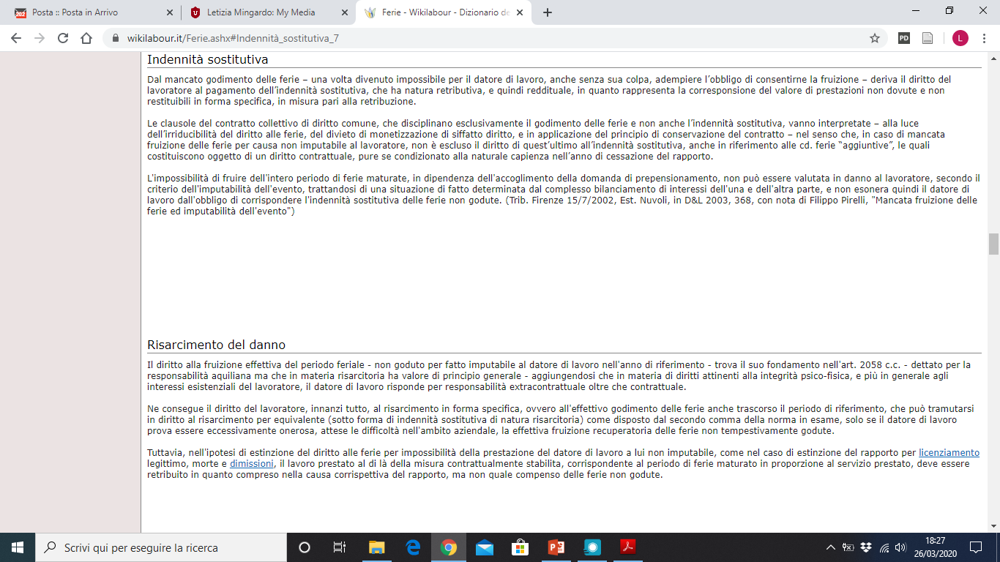 202
Posta :: Posta in Arrivo
Letizia Mingardo: My Media
Ferie - Wikilabour - Dizionario de
wikilabour.it/Ferie.ashx#Indennità_sostitutiva_7
PD
L
Indennità sostitutiva
Dal mancato godimento delle ferie – una volta divenuto impossibile per il datore di lavoro, anche senza sua colpa, adempiere l’obbligo di consentirne la fruizione – deriva il diritto del
lavoratore al pagamento dell’indennità sostitutiva, che ha natura retributiva, e quindi reddituale, in quanto rappresenta la corresponsione del valore di prestazioni non dovute e non
restituibili in forma specifica, in misura pari alla retribuzione.
Le clausole del contratto collettivo di diritto comune, che disciplinano esclusivamente il godimento delle ferie e non anche l’indennità sostitutiva, vanno interpretate – alla luce
dell’irriducibilità del diritto alle ferie, del divieto di monetizzazione di siffatto diritto, e in applicazione del principio di conservazione del contratto – nel senso che, in caso di mancata
fruizione delle ferie per causa non imputabile al lavoratore, non è escluso il diritto di quest’ultimo all’indennità sostitutiva, anche in riferimento alle cd. ferie “aggiuntive”, le quali
costituiscono oggetto di un diritto contrattuale, pure se condizionato alla naturale capienza nell’anno di cessazione del rapporto.
L'impossibilità di fruire dell'intero periodo di ferie maturate, in dipendenza dell'accoglimento della domanda di prepensionamento, non può essere valutata in danno al lavoratore, secondo il
criterio dell'imputabilità dell'evento, trattandosi di una situazione di fatto determinata dal complesso bilanciamento di interessi dell'una e dell'altra parte, e non esonera quindi il datore di
lavoro dall'obbligo di corrispondere l'indennità sostitutiva delle ferie non godute. (Trib. Firenze 15/7/2002, Est. Nuvoli, in D&L 2003, 368, con nota di Filippo Pirelli, "Mancata fruizione delle
ferie ed imputabilità dell'evento")
Risarcimento del danno
Il diritto alla fruizione effettiva del periodo feriale - non goduto per fatto imputabile al datore di lavoro nell'anno di riferimento - trova il suo fondamento nell'art. 2058 c.c. - dettato per la
responsabilità aquiliana ma che in materia risarcitoria ha valore di principio generale - aggiungendosi che in materia di diritti attinenti alla integrità psico-fisica, e più in generale agli
interessi esistenziali del lavoratore, il datore di lavoro risponde per responsabilità extracontrattuale oltre che contrattuale.
Ne consegue il diritto del lavoratore, innanzi tutto, al risarcimento in forma specifica, ovvero all'effettivo godimento delle ferie anche trascorso il periodo di riferimento, che può tramutarsi
in diritto al risarcimento per equivalente (sotto forma di indennità sostitutiva di natura risarcitoria) come disposto dal secondo comma della norma in esame, solo se il datore di lavoro
prova essere eccessivamente onerosa, attese le difficoltà nell'ambito aziendale, la effettiva fruizione recuperatoria delle ferie non tempestivamente godute.
Tuttavia, nell'ipotesi di estinzione del diritto alle ferie per impossibilità della prestazione del datore di lavoro a lui non imputabile, come nel caso di estinzione del rapporto per licenziamento
legittimo, morte e dimissioni, il lavoro prestato al di là della misura contrattualmente stabilita, corrispondente al periodo di ferie maturato in proporzione al servizio prestato, deve essere
retribuito in quanto compreso nella causa corrispettiva del rapporto, ma non quale compenso delle ferie non godute.
Scrivi qui per eseguire la ricerca
18:27
26/03/2020